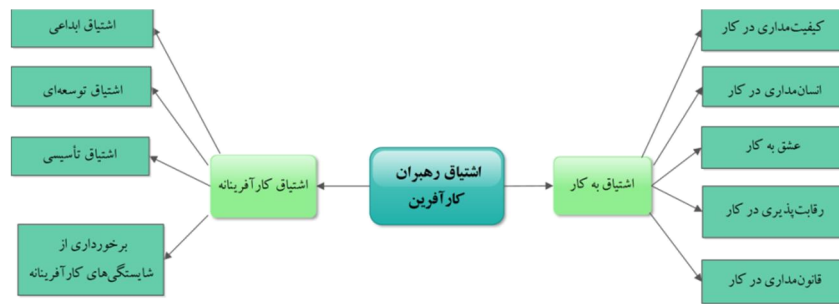 کیفیت‌مداری در کار
انسان‌مداری در کار
عشق به کار
رقابت‌پذیری در کار
قانون‌مداری در کار
اشتیاق به کار
اشتیاق رهبران
کارآفرین
اشتیاق کارآفرینانه
اشتیاق ابداعی
اشتیاق توسعه‌ای
اشتیاق تأسیسی
برخورداری از
شایستگی‌های کارآفرینانه